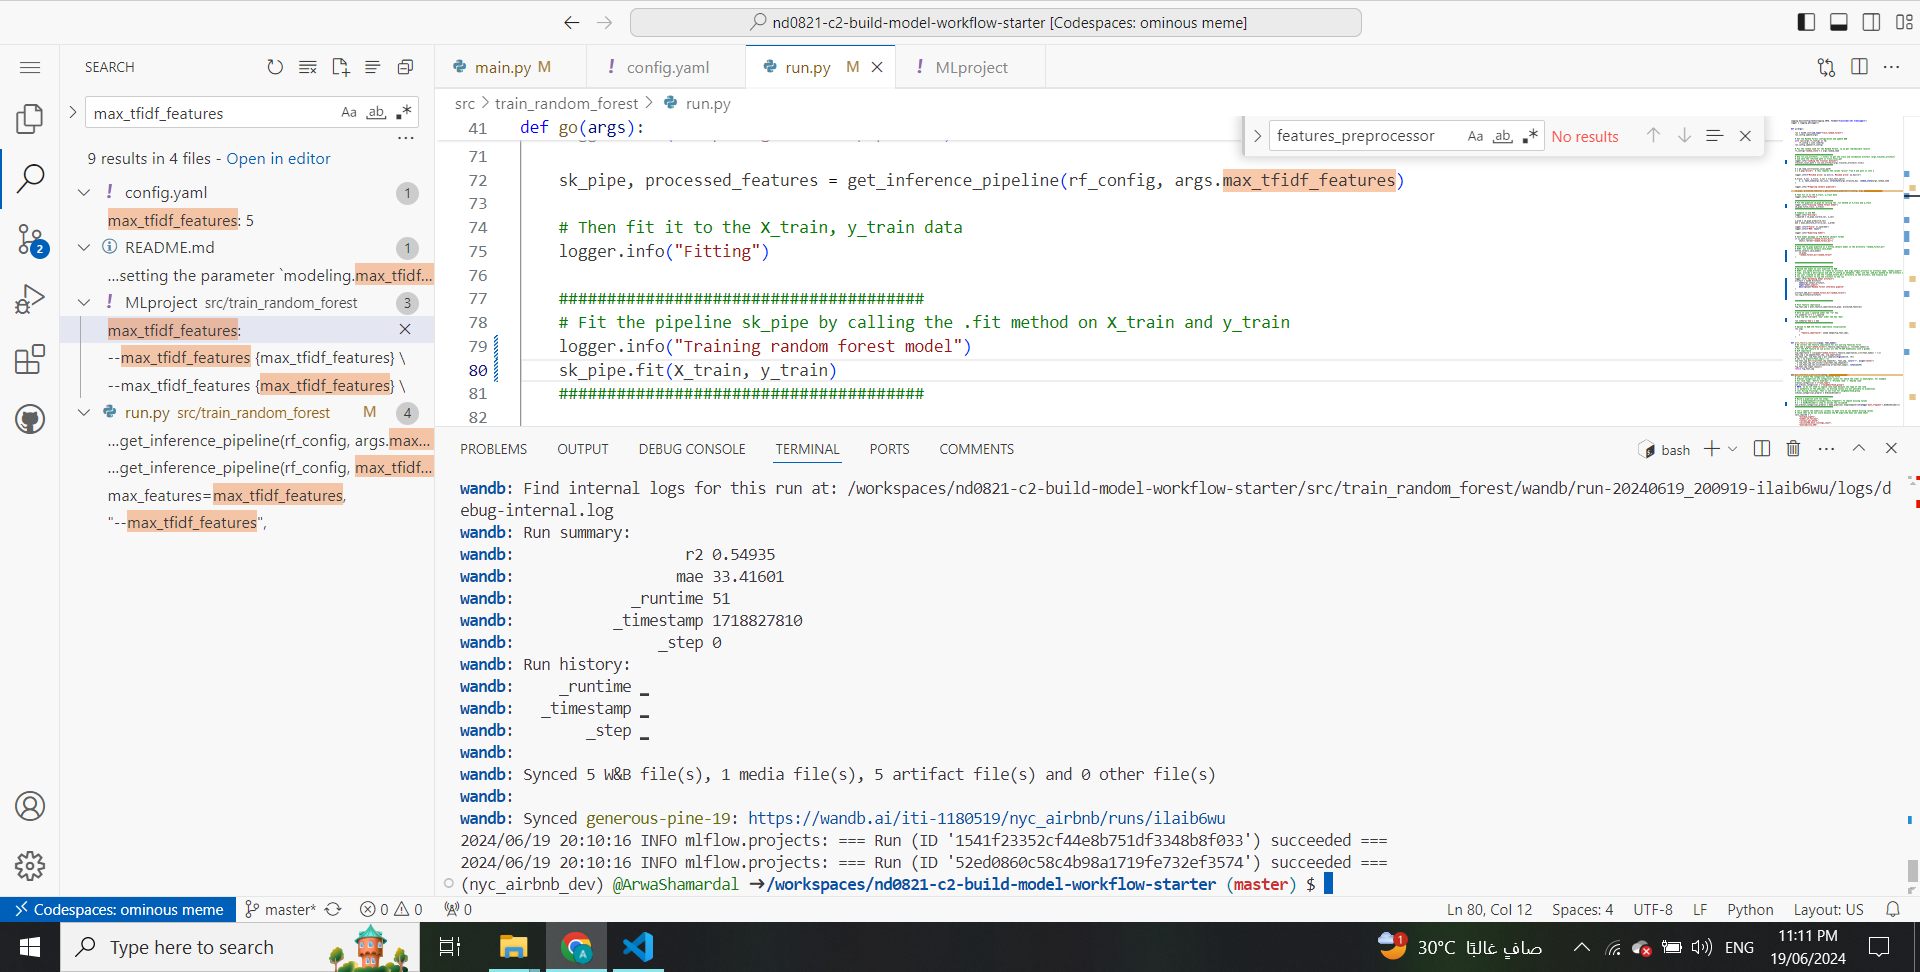 nd0821-c2-build-model-workflow-starter [Codespaces: ominous meme]
SEARCH
max_tfidf_features
Aa ab .*
9 results in 4 files - Open in editor
config.yaml 1
max_tfidf_features: 5
README.md 1
...setting the parameter `modeling.max_tfidf...
MLproject src/train_random_forest 3
max_tfidf_features:
--max_tfidf_features {max_tfidf_features} \
--max_tfidf_features {max_tfidf_features} \
run.py src/train_random_forest M 4
...get_inference_pipeline(rf_config, args.max...
...get_inference_pipeline(rf_config, max_tfidf...
max_features=max_tfidf_features,
"--max_tfidf_features",
2
main.py M
! config.yaml
run.py M
! MLproject
src > train_random_forest > run.py
features_preprocessor Aa ab .* No results
41 def go(args):
71
72 sk_pipe, processed_features = get_inference_pipeline(rf_config, args.max_tfidf_features)
73
74 # Then fit it to the X_train, y_train data
75 logger.info("Fitting")
76
77 ######################################
78 # Fit the pipeline sk_pipe by calling the .fit method on X_train and y_train
79 logger.info("Training random forest model")
80 sk_pipe.fit(X_train, y_train)
81 ######################################
82
PROBLEMS OUTPUT DEBUG CONSOLE TERMINAL PORTS COMMENTS
bash
wandb: Find internal logs for this run at: /workspaces/nd0821-c2-build-model-workflow-starter/src/train_random_forest/wandb/run-20240619_200919-ilaib6wu/logs/d
ebug-internal.log
wandb: Run summary:
wandb: r2 0.54935
wandb: mae 33.41601
wandb: _runtime 51
wandb: _timestamp 1718827810
wandb: _step 0
wandb: Run history:
wandb: _runtime ▁
wandb: _timestamp ▁
wandb: _step ▁
wandb:
wandb: Synced 5 W&B file(s), 1 media file(s), 5 artifact file(s) and 0 other file(s)
wandb:
wandb: Synced generous-pine-19: https://wandb.ai/iti-1180519/nyc_airbnb/runs/ilaib6wu
2024/06/19 20:10:16 INFO mlflow.projects: === Run (ID '1541f23352cf44e8b751df3348b8f033') succeeded ===
2024/06/19 20:10:16 INFO mlflow.projects: === Run (ID '52ed0860c58c4b98a1719fe732ef3574') succeeded ===
(nyc_airbnb_dev) @ArwaShamardal ➜/workspaces/nd0821-c2-build-model-workflow-starter (master) $
Codespaces: ominous meme master* 0 0 0
Ln 80, Col 12 Spaces: 4 UTF-8 LF Python Layout: US
Type here to search
1 30°C صافٍ غالبًا ENG
11:11 PM
19/06/2024